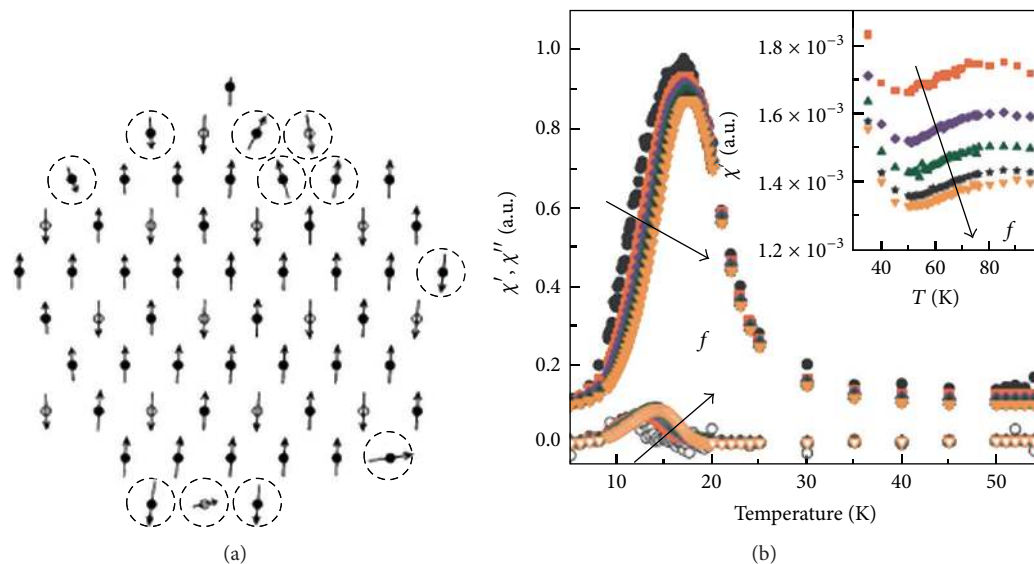 1.0
0.8
0.6
0.4
0.2
0.0
χ′, χ″ (a.u.)
10
20
30
40
50
Temperature (K)
f
1.8 × 10⁻³
1.6 × 10⁻³
1.4 × 10⁻³
1.2 × 10⁻³
χ′ (a.u.)
40
60
80
T (K)
f
(a)
(b)